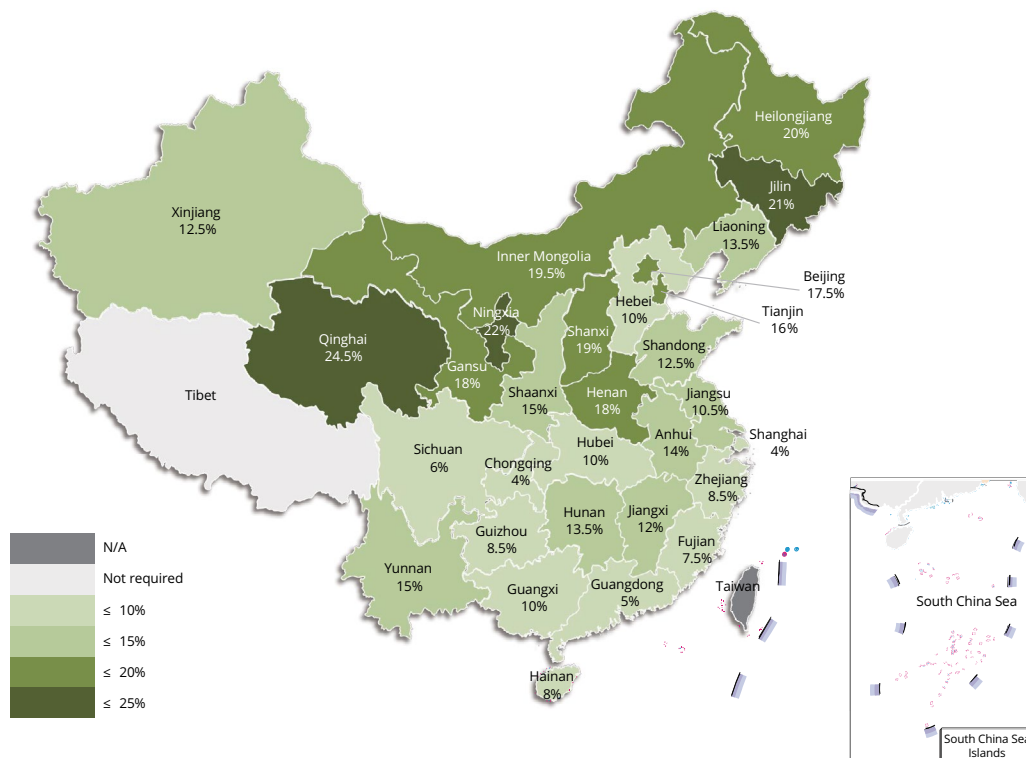 Heilongjiang
20%
Jilin
21%
Xinjiang
12.5%
Liaoning
13.5%
Inner Mongolia
19.5%
Beijing
17.5%
Hebei
10%
Tianjin
16%
Ningxia
22%
Shanxi
19%
Qinghai
24.5%
Shandong
12.5%
Gansu
18%
Tibet
Shaanxi
15%
Henan
18%
Jiangsu
10.5%
Anhui
14%
Shanghai
4%
Sichuan
6%
Hubei
10%
Chongqing
4%
Zhejiang
8.5%
Hunan
13.5%
Jiangxi
12%
Guizhou
8.5%
Fujian
7.5%
Yunnan
15%
Guangxi
10%
Guangdong
5%
Taiwan
Hainan
8%
N/A
Not required
≤ 10%
≤ 15%
≤ 20%
≤ 25%
South China Sea
South China Sea
Islands